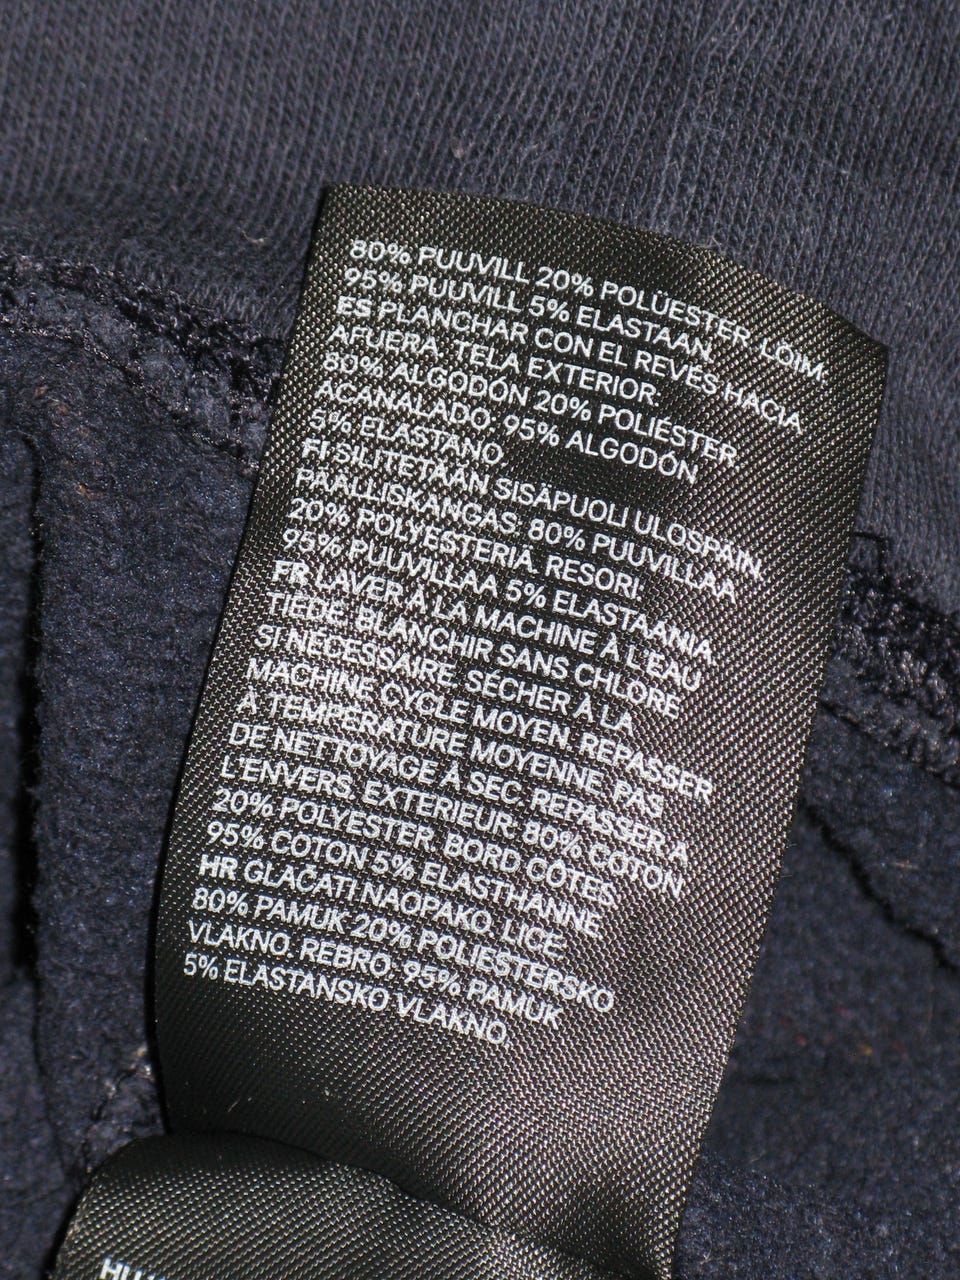 80% PUUVILL 20% POLÜESTER. LÕIM:
95% PUUVILL 5% ELASTAAN.
ES PLANCHAR CON EL REVÉS HACIA
AFUERA. TELA EXTERIOR:
80% ALGODÓN 20% POLIÉSTER.
ACANALADO: 95% ALGODÓN
5% ELASTANO.
FI SILITETÄÄN SISÄPUOLI ULOSPÄIN.
PÄÄLLISKANGAS: 80% PUUVILLAA
20% POLYESTERIÄ. RESORI:
95% PUUVILLAA 5% ELASTAANIA.
FR LAVER À LA MACHINE À L'EAU
TIÈDE. BLANCHIR SANS CHLORE
SI NÉCESSAIRE. SÉCHER À LA
MACHINE CYCLE MOYEN. REPASSER
À TEMPÉRATURE MOYENNE. PAS
DE NETTOYAGE À SEC. REPASSER À
L'ENVERS. EXTÉRIEUR: 80% COTON
20% POLYESTER. BORD CÔTES:
95% COTON 5% ELASTHANNE.
HR GLAČATI NAOPAKO. LICE:
80% PAMUK 20% POLIESTERSKO
VLAKNO. REBRO: 95% PAMUK
5% ELASTANSKO VLAKNO.